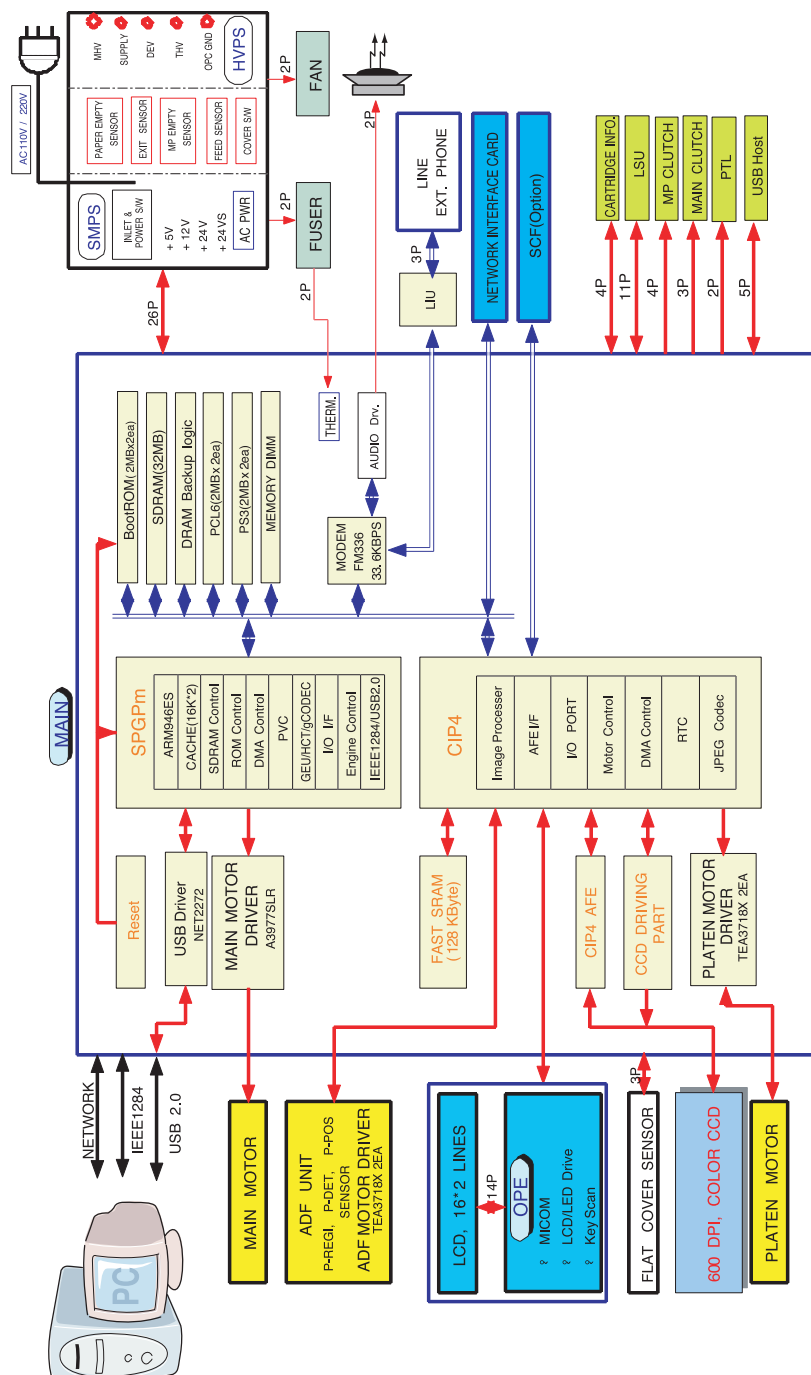 MAIN
PC
NETWORK
IEEE1284
USB 2.0
MAIN MOTOR
ADF UNIT
P-REGI, P-DET, P-POS
SENSOR
ADF MOTOR DRIVER
TEA3718X 2EA
LCD, 16*2 LINES
14P
OPE
? MICOM
? LCD/LED Drive
? Key Scan
FLAT COVER SENSOR
3P
600 DPI, COLOR CCD
PLATEN MOTOR
Reset
USB Driver
NET2272
MAIN MOTOR
DRIVER
A3977SLR
FAST SRAM
(128 KByte)
CIP4 AFE
CCD DRIVING
PART
PLATEN MOTOR
DRIVER
TEA3718X 2EA
SPGPm
ARM946ES
CACHE(16K*2)
SDRAM Control
ROM Control
DMA Control
PVC
GEU/HCT/gCODEC
I/O I/F
Engine Control
IEEE1284/USB2.0
CIP4
Image Processer
AFE I/F
I/O PORT
Motor Control
DMA Control
RTC
JPEG Codec
BootROM(2MBx2ea)
SDRAM(32MB)
DRAM Backup logic
PCL6(2MBx2ea)
PS3(2MBx2ea)
MEMORY DIMM
MODEM
FM336
33.6KBPS
THERM.
AUDIO Drv.
AC110V / 220V
26P
SMPS
INLET &
POWER S/W
+ 5V
+ 12V
+ 24V
+ 24VS
AC PWR
PAPER EMPTY
SENSOR
EXIT SENSOR
MP EMPTY
SENSOR
FEED SENSOR
COVER S/W
MHV
SUPPLY
DEV
THV
OPC GND
HVPS
2P
FUSER
2P
2P
FAN
2P
LIU
3P
LINE
EXT. PHONE
NETWORK INTERFACE CARD
SCF(Option)
4P
CARTRIDGE INFO.
11P
LSU
4P
MP CLUTCH
3P
MAIN CLUTCH
2P
PTL
5P
USB Host